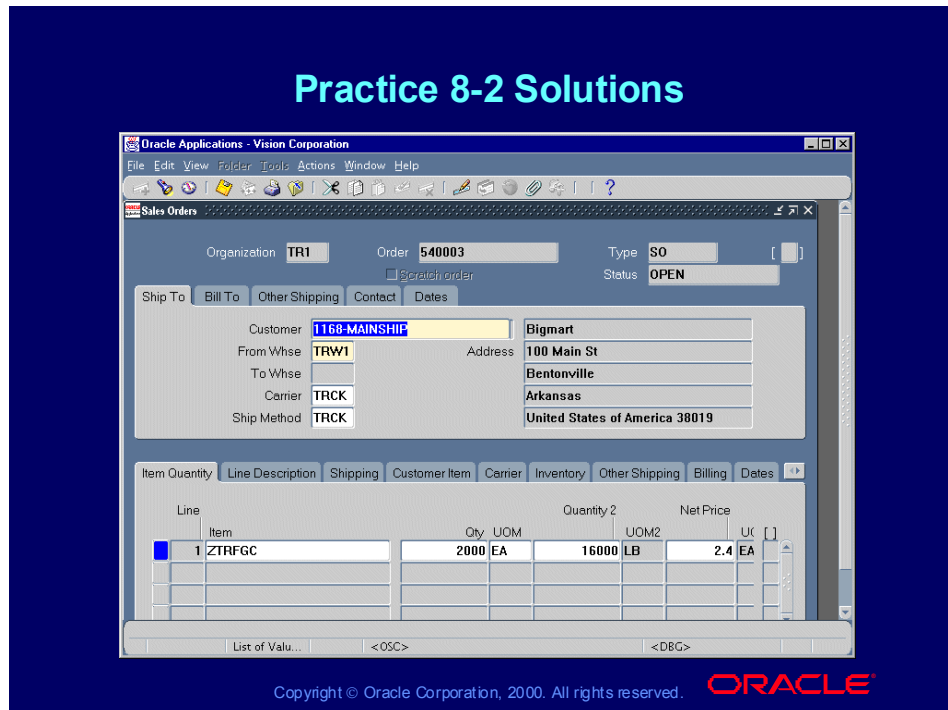 Practice 8-2 Solutions
Oracle Applications - Vision Corporation
File Edit View Folder Tools Actions Window Help
Sales Orders
Organization TR1 Order 540003 Type SO [ ]
Scratch order Status OPEN
Ship To Bill To Other Shipping Contact Dates
Customer 1168-MAINSHIP Bigmart
From Whse TRW1 Address 100 Main St
To Whse Bentonville
Carrier TRCK Arkansas
Ship Method TRCK United States of America 38019
Item Quantity Line Description Shipping Customer Item Carrier Inventory Other Shipping Billing Dates
Line Quantity 2 Net Price
Item Qty UOM UOM2 U( [ ]
1 ZTRFGC 2000 EA 16000 LB 2.4 EA
List of Valu... <OSC> <DBG>
Copyright © Oracle Corporation, 2000. All rights reserved. ORACLE®